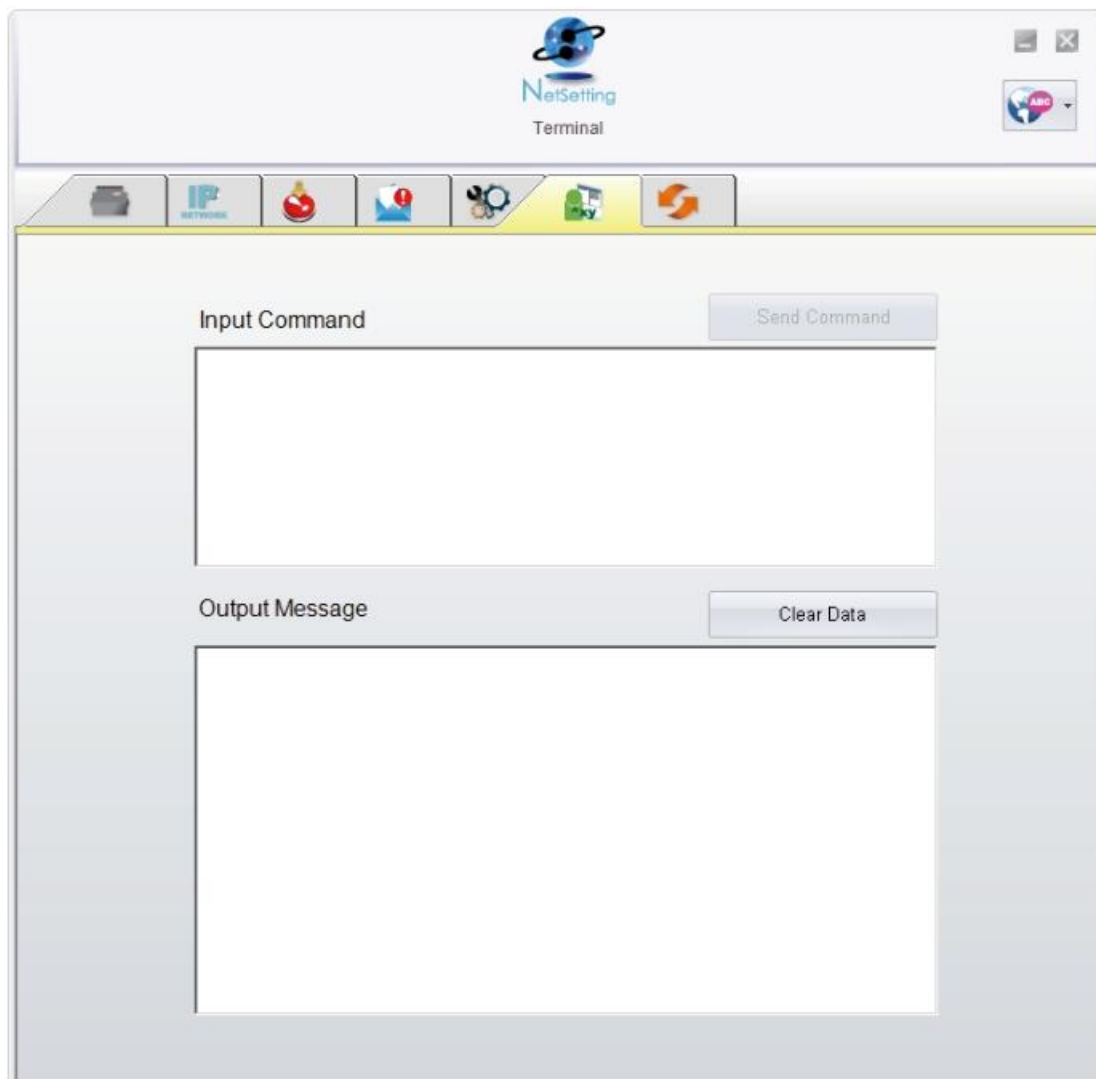 NetSetting
Terminal
ABC
IP
NETWORK
Input Command
Send Command
Output Message
Clear Data